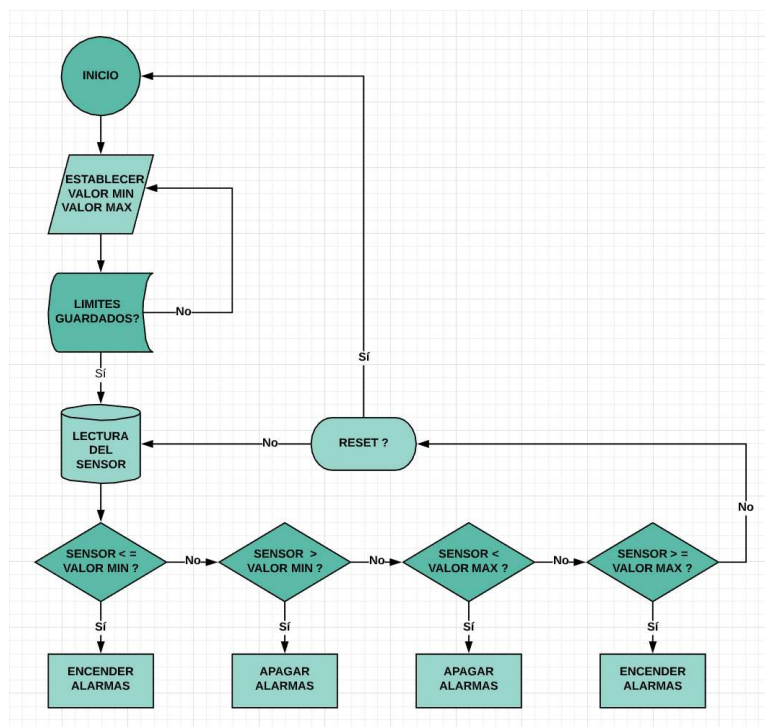 INICIO
ESTABLECER
VALOR MIN
VALOR MAX
LIMITES
GUARDADOS?
No
Sí
Sí
LECTURA
DEL
SENSOR
No
RESET ?
No
SENSOR < =
VALOR MIN ?
No
SENSOR >
VALOR MIN ?
No
SENSOR <
VALOR MAX ?
No
SENSOR > =
VALOR MAX ?
Sí
Sí
Sí
Sí
ENCENDER
ALARMAS
APAGAR
ALARMAS
APAGAR
ALARMAS
ENCENDER
ALARMAS